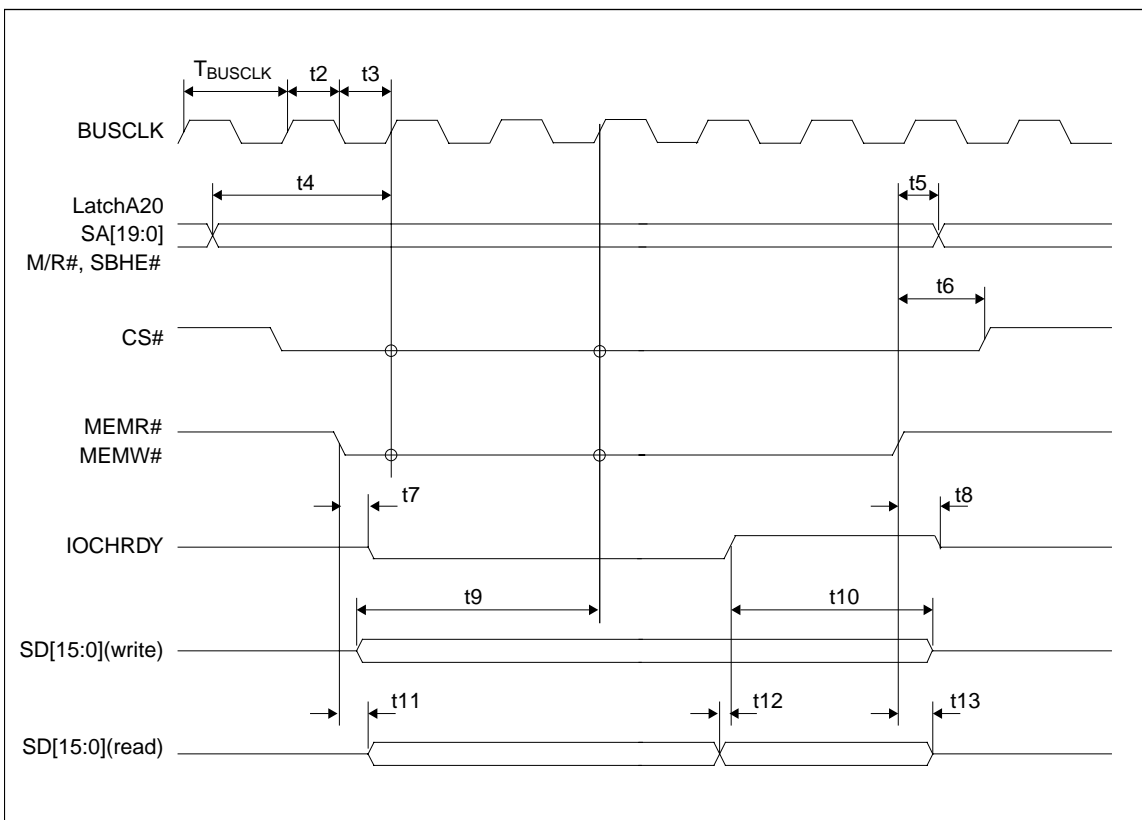 TBUSCLK
t2
t3
BUSCLK
t4
t5
LatchA20
SA[19:0]
M/R#, SBHE#
t6
CS#
MEMR#
MEMW#
t7
t8
IOCHRDY
t9
t10
SD[15:0](write)
t11
t12
t13
SD[15:0](read)